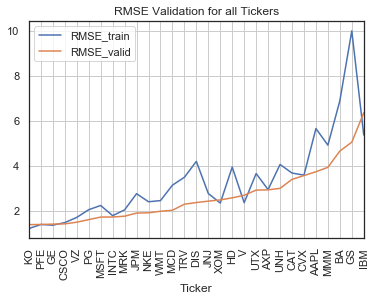 RMSE Validation for all Tickers
RMSE_train
RMSE_valid
10
8
6
4
2
KO
PFE
GE
CSCO
VZ
PG
MSFT
INTC
MRK
JPM
NKE
WMT
MCD
TRV
DIS
JNJ
XOM
HD
V
UTX
AXP
UNH
CAT
CVX
AAPL
MMM
BA
GS
IBM
Ticker